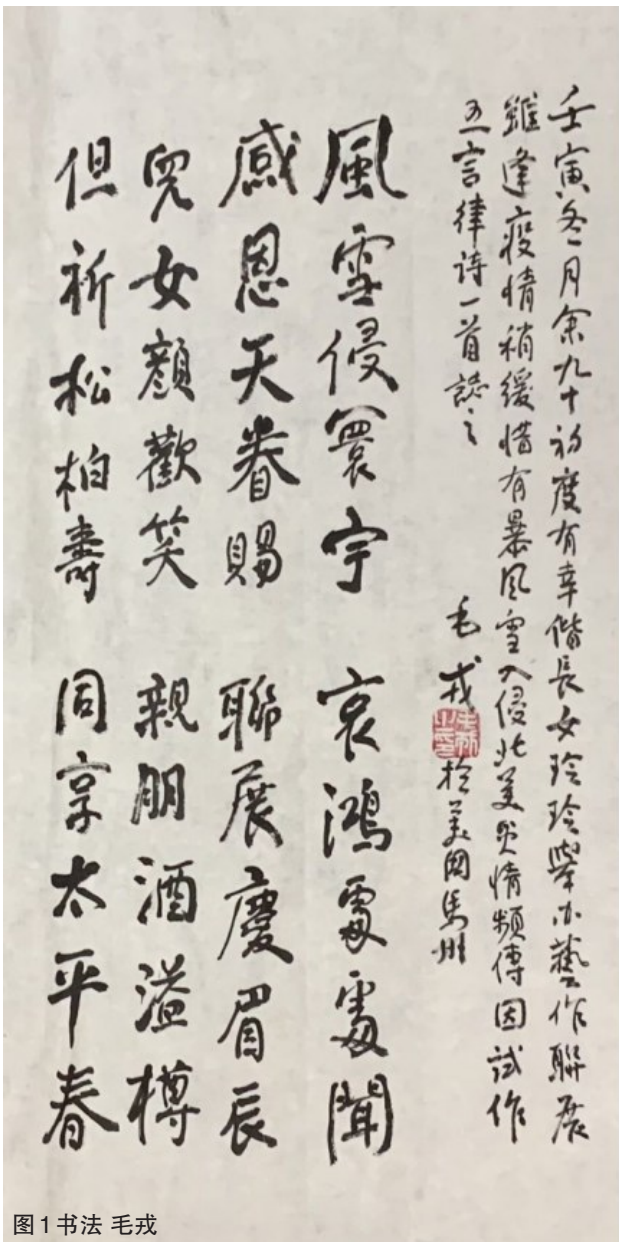 壬寅冬月余九十初度有幸偕長女玲玲舉办藝作聯展
雖逢疫情稍緩惜有暴风雪入侵北美災情频傳因試作
五言律诗一首誌之
風雪侵寰宇 哀鴻處處聞
感恩天眷賜 聯展慶眉辰
兒女顏歡笑 親朋酒溢樽
但祈松柏壽 同享太平春
毛戎
於美國馬州
图1书法 毛戎